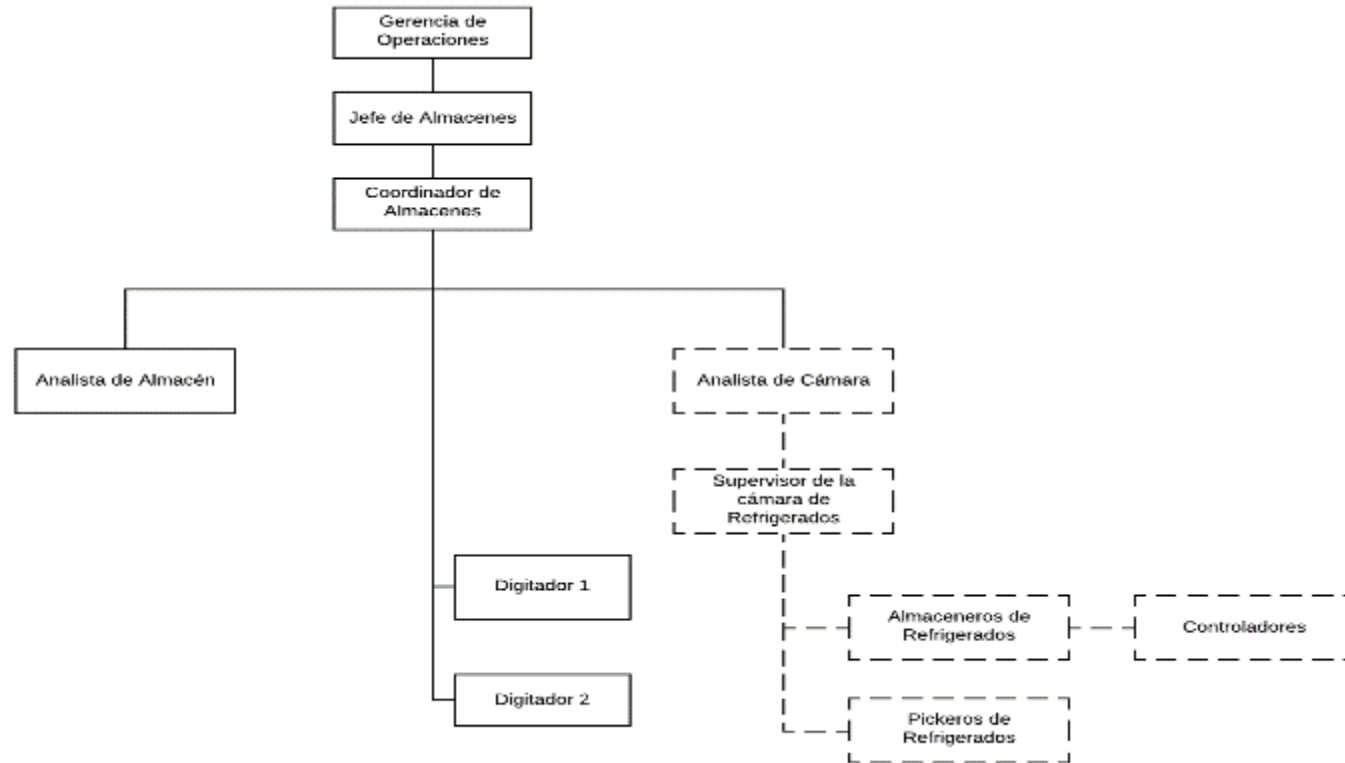 Gerencia de
Operaciones
Jefe de Almacenes
Coordinador de
Almacenes
Analista de Almacén
Analista de Cámara
Supervisor de la
cámara de
Refrigerados
Digitador 1
Almaceneros de
Refrigerados
Controladores
Digitador 2
Pickeros de
Refrigerados